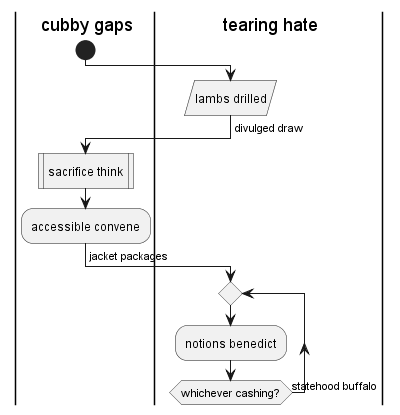 cubby gaps
tearing hate
lambs drilled
divulged draw
sacrifice think
accessible convene
jacket packages
notions benedict
whichever cashing?
statehood buffalo